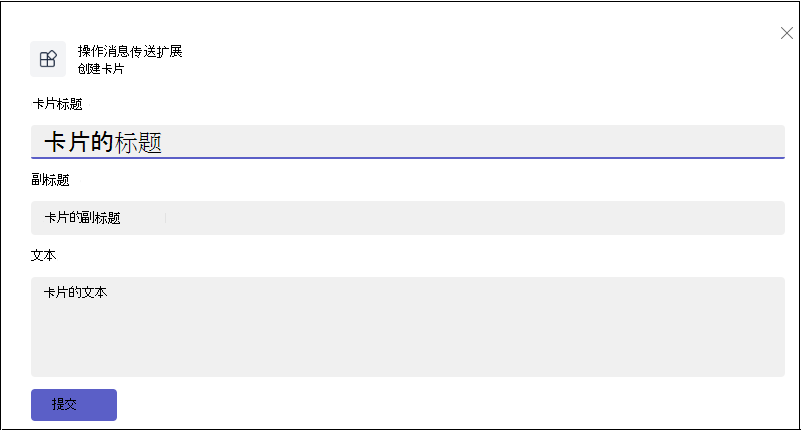 操作消息传送扩展
创建卡片
卡片标题
卡片的标题
副标题
卡片的副标题
文本
卡片的文本
提交